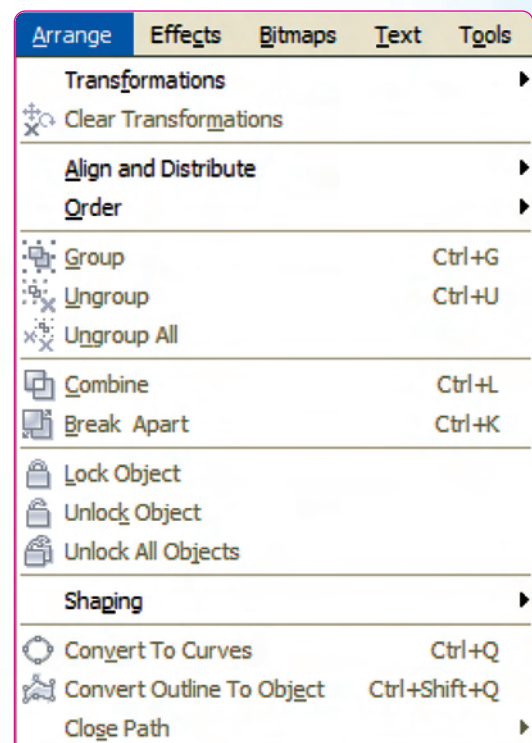 Arrange Effects Bitmaps Text Tools
Transformations
Clear Transformations
Align and Distribute
Order
Group Ctrl+G
Ungroup Ctrl+U
Ungroup All
Combine Ctrl+L
Break Apart Ctrl+K
Lock Object
Unlock Object
Unlock All Objects
Shaping
Convert To Curves Ctrl+Q
Convert Outline To Object Ctrl+Shift+Q
Close Path